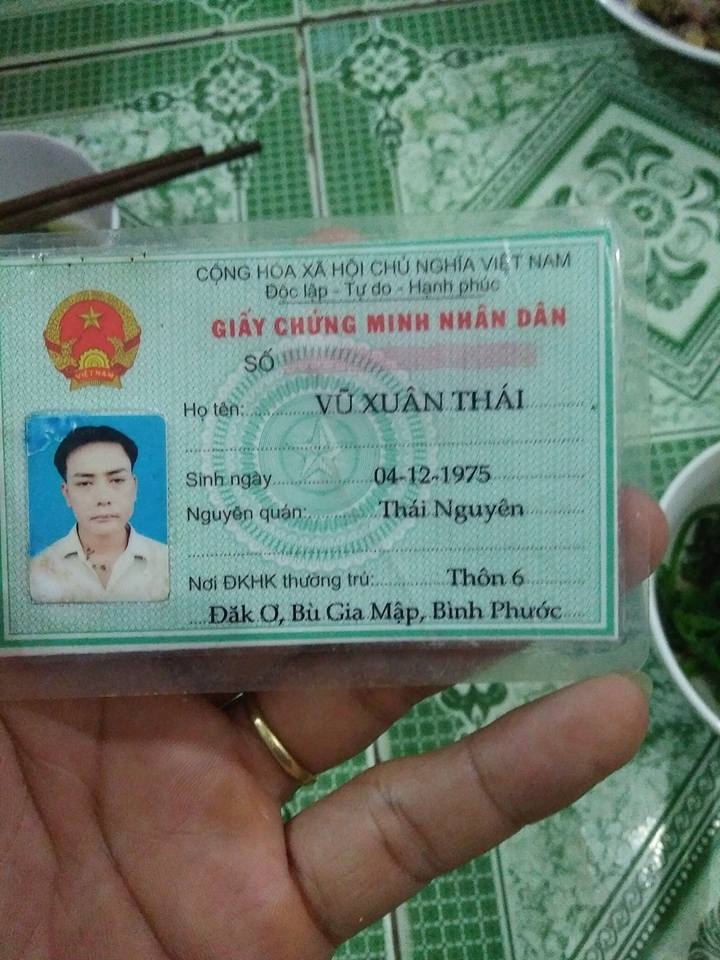 CỘNG HÒA XÃ HỘI CHỦ NGHĨA VIỆT NAM
Độc lập - Tự do - Hạnh phúc
GIẤY CHỨNG MINH NHÂN DÂN
SỐ
VIỆT NAM
Họ tên: VŨ XUÂN THÁI
Sinh ngày 04-12-1975
Nguyên quán: Thái Nguyên
Nơi ĐKHK thường trú: Thôn 6
Đăk Ơ, Bù Gia Mập, Bình Phước